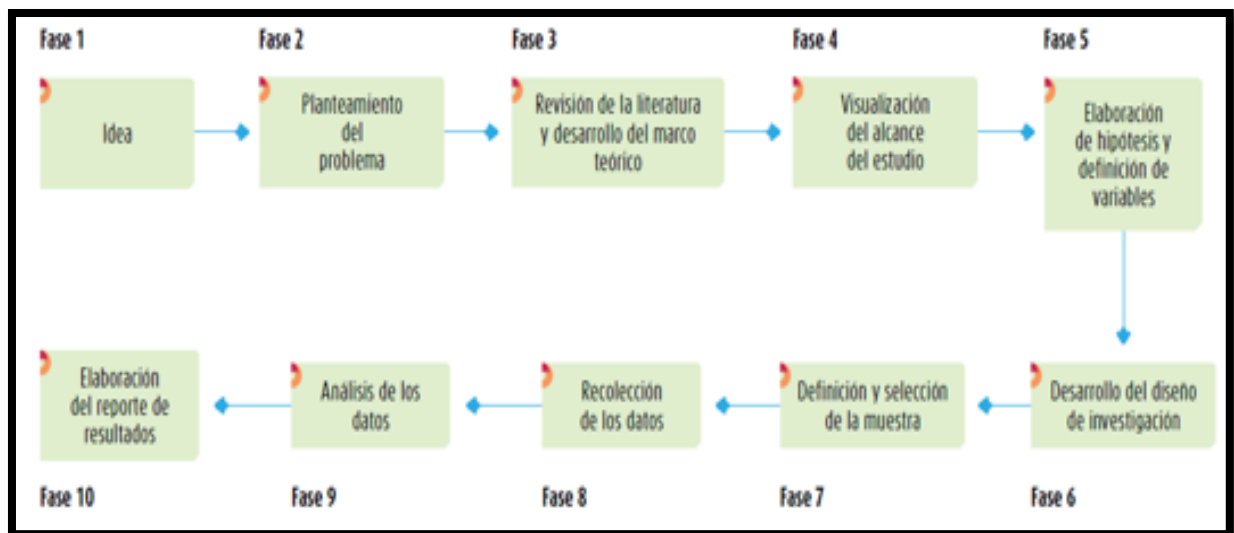 Fase 1
Fase 2
Fase 3
Fase 4
Fase 5
Idea
Planteamiento
del
problema
Revisión de la literatura
y desarrollo del marco
teórico
Visualización
del alcance
del estudio
Elaboración
de hipótesis y
definición de
variables
Desarrollo del diseño
de investigación
Definición y selección
de la muestra
Recolección
de los datos
Análisis de los
datos
Elaboración
del reporte de
resultados
Fase 10
Fase 9
Fase 8
Fase 7
Fase 6